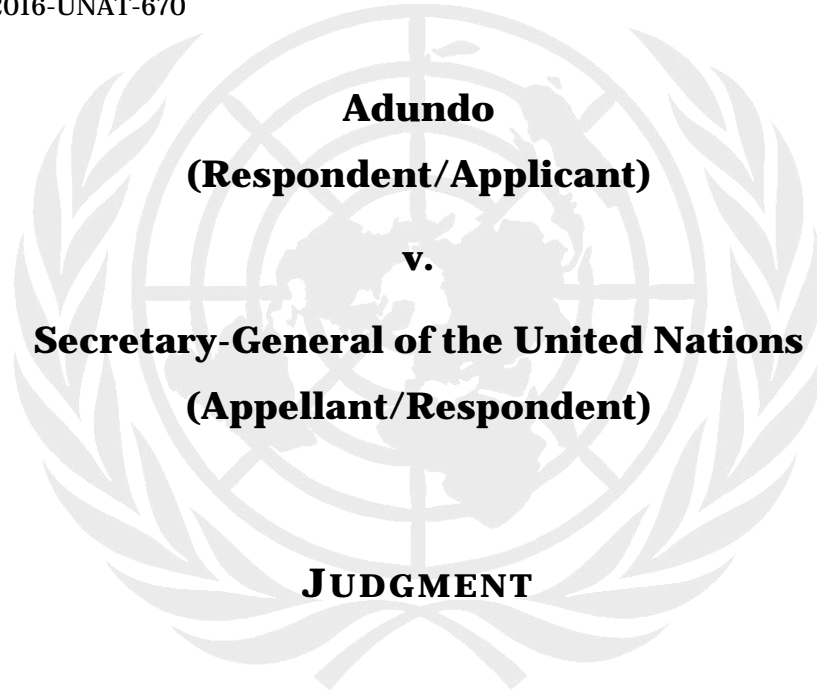 2016-UNAT-670
Adundo
(Respondent/Applicant)
v.
Secretary-General of the United Nations
(Appellant/Respondent)
JUDGMENT